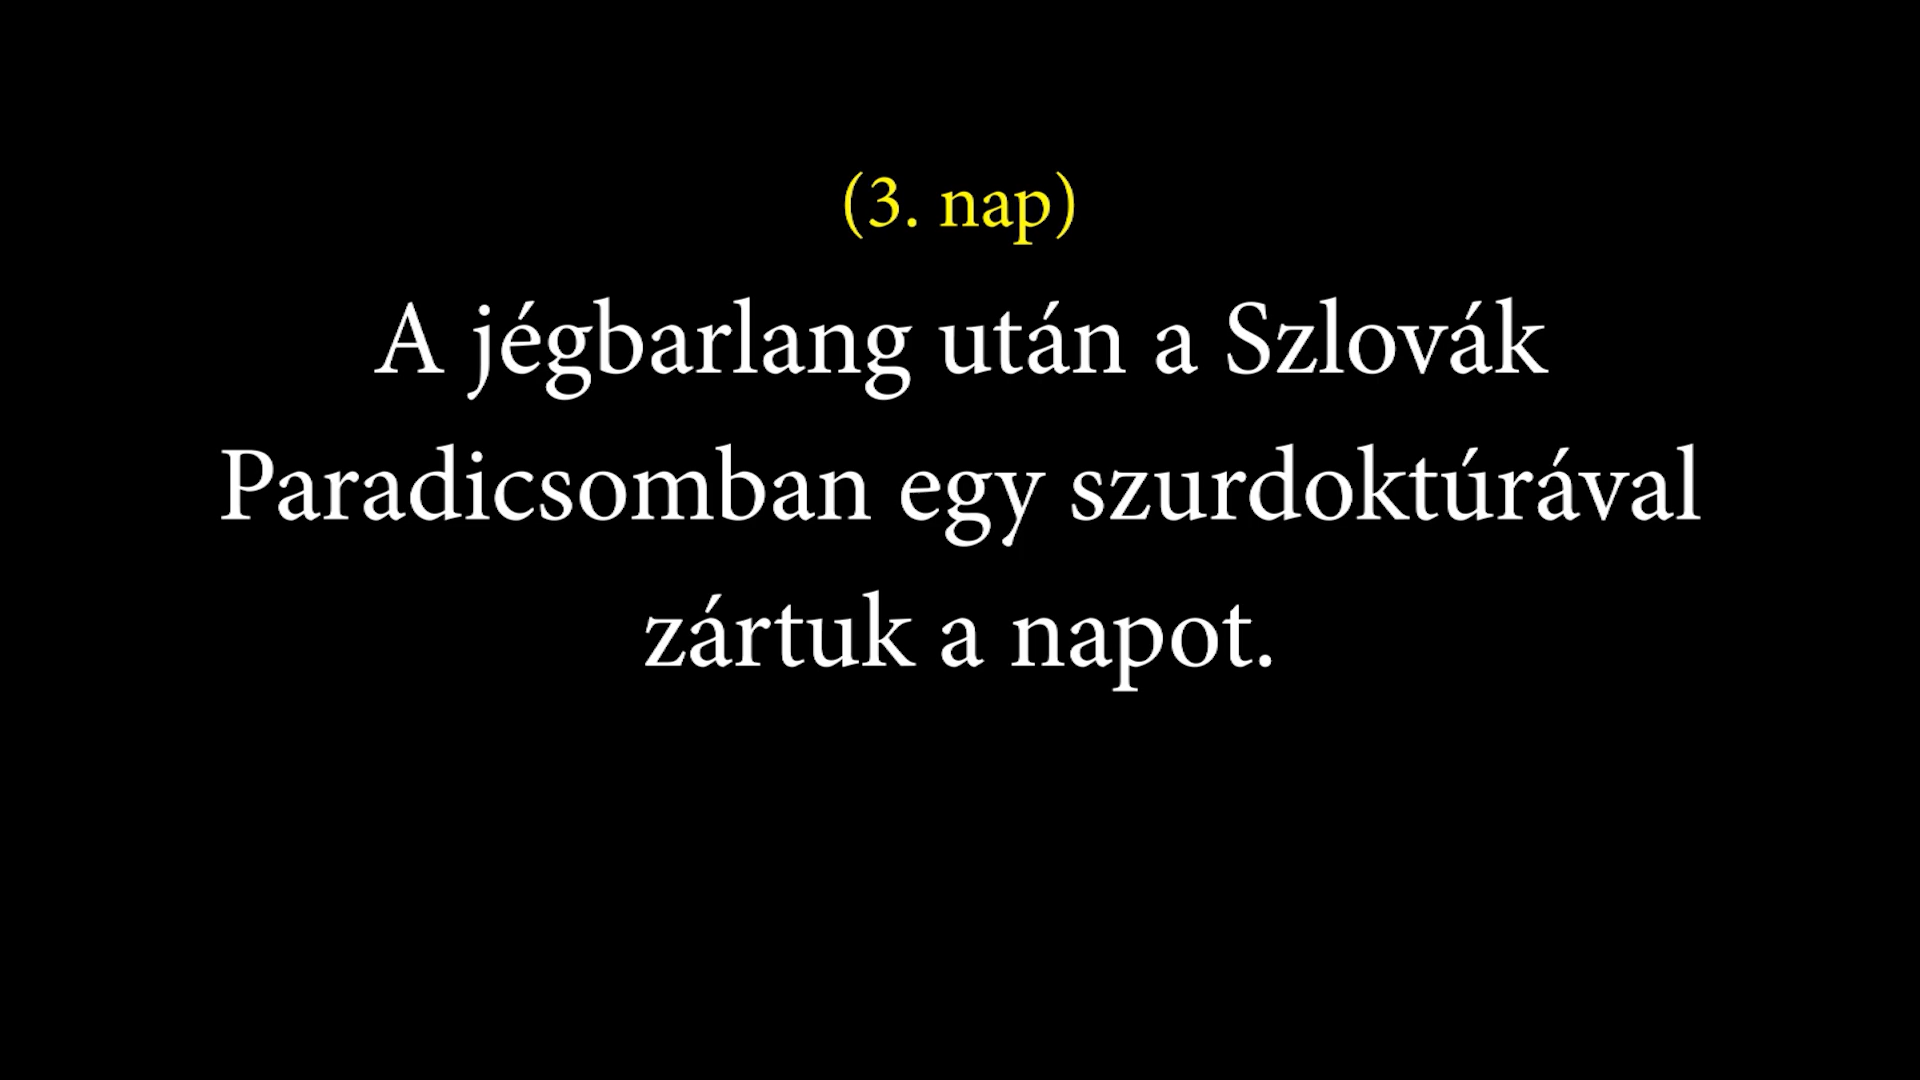 (3. nap)
A jégbarlang után a Szlovák
Paradicsomban egy szurdoktúrával
zártuk a napot.